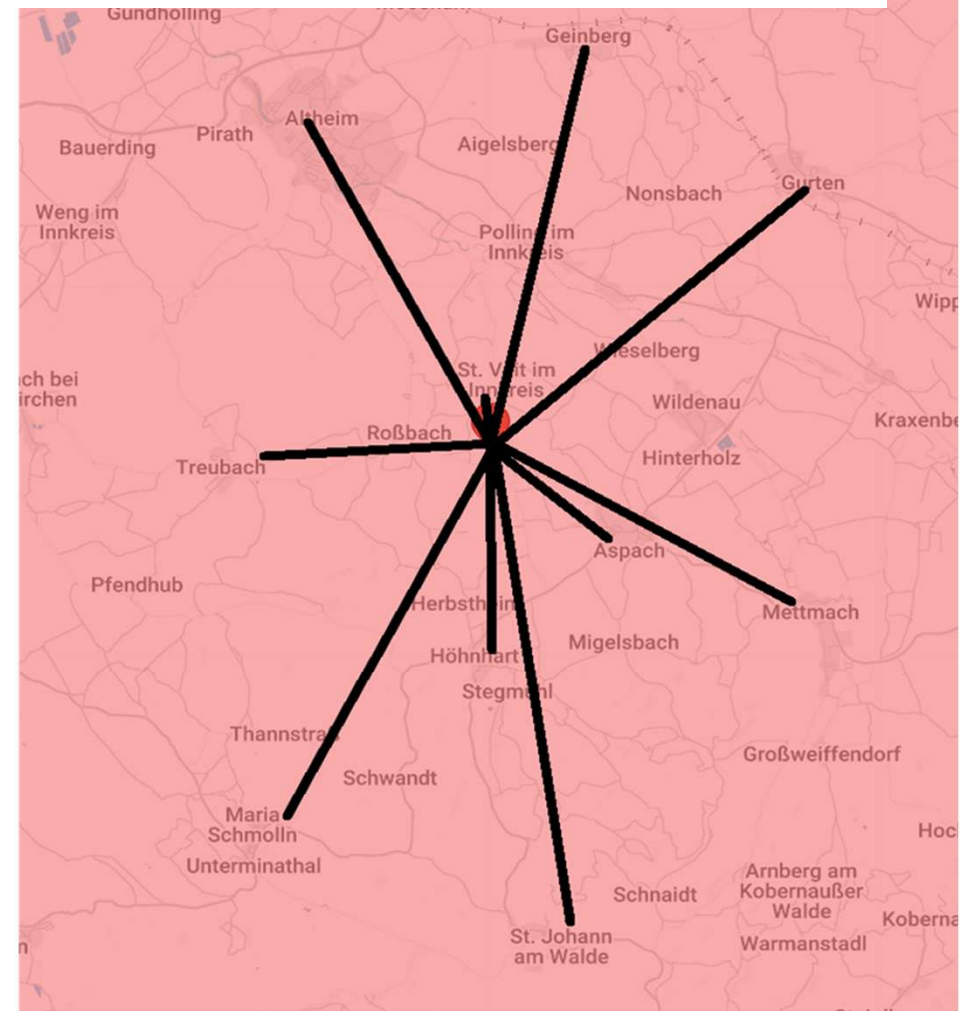 Gundholling
Geinberg
Altheim
Pirath
Bauerding
Aigelsberg
Nonsbach
Gurten
Weng im
Innkreis
Polling im
Innkreis
Wipp
Wieselberg
St. Veit im
Innkreis
ch bei
irchen
Wildenau
Kraxenbe
Roßbach
Treubach
Hinterholz
Aspach
Pfendhub
Herbstheim
Mettmach
Migelsbach
Höhnhart
Stegmühl
Thannstraß
Großweiffendorf
Schwandt
Maria
Schmolln
Hoc
Unterminathal
Arnberg am
Kobernaußer
Walde
Schnaidt
Koberna
St. Johann
am Walde
Warmanstadl
n